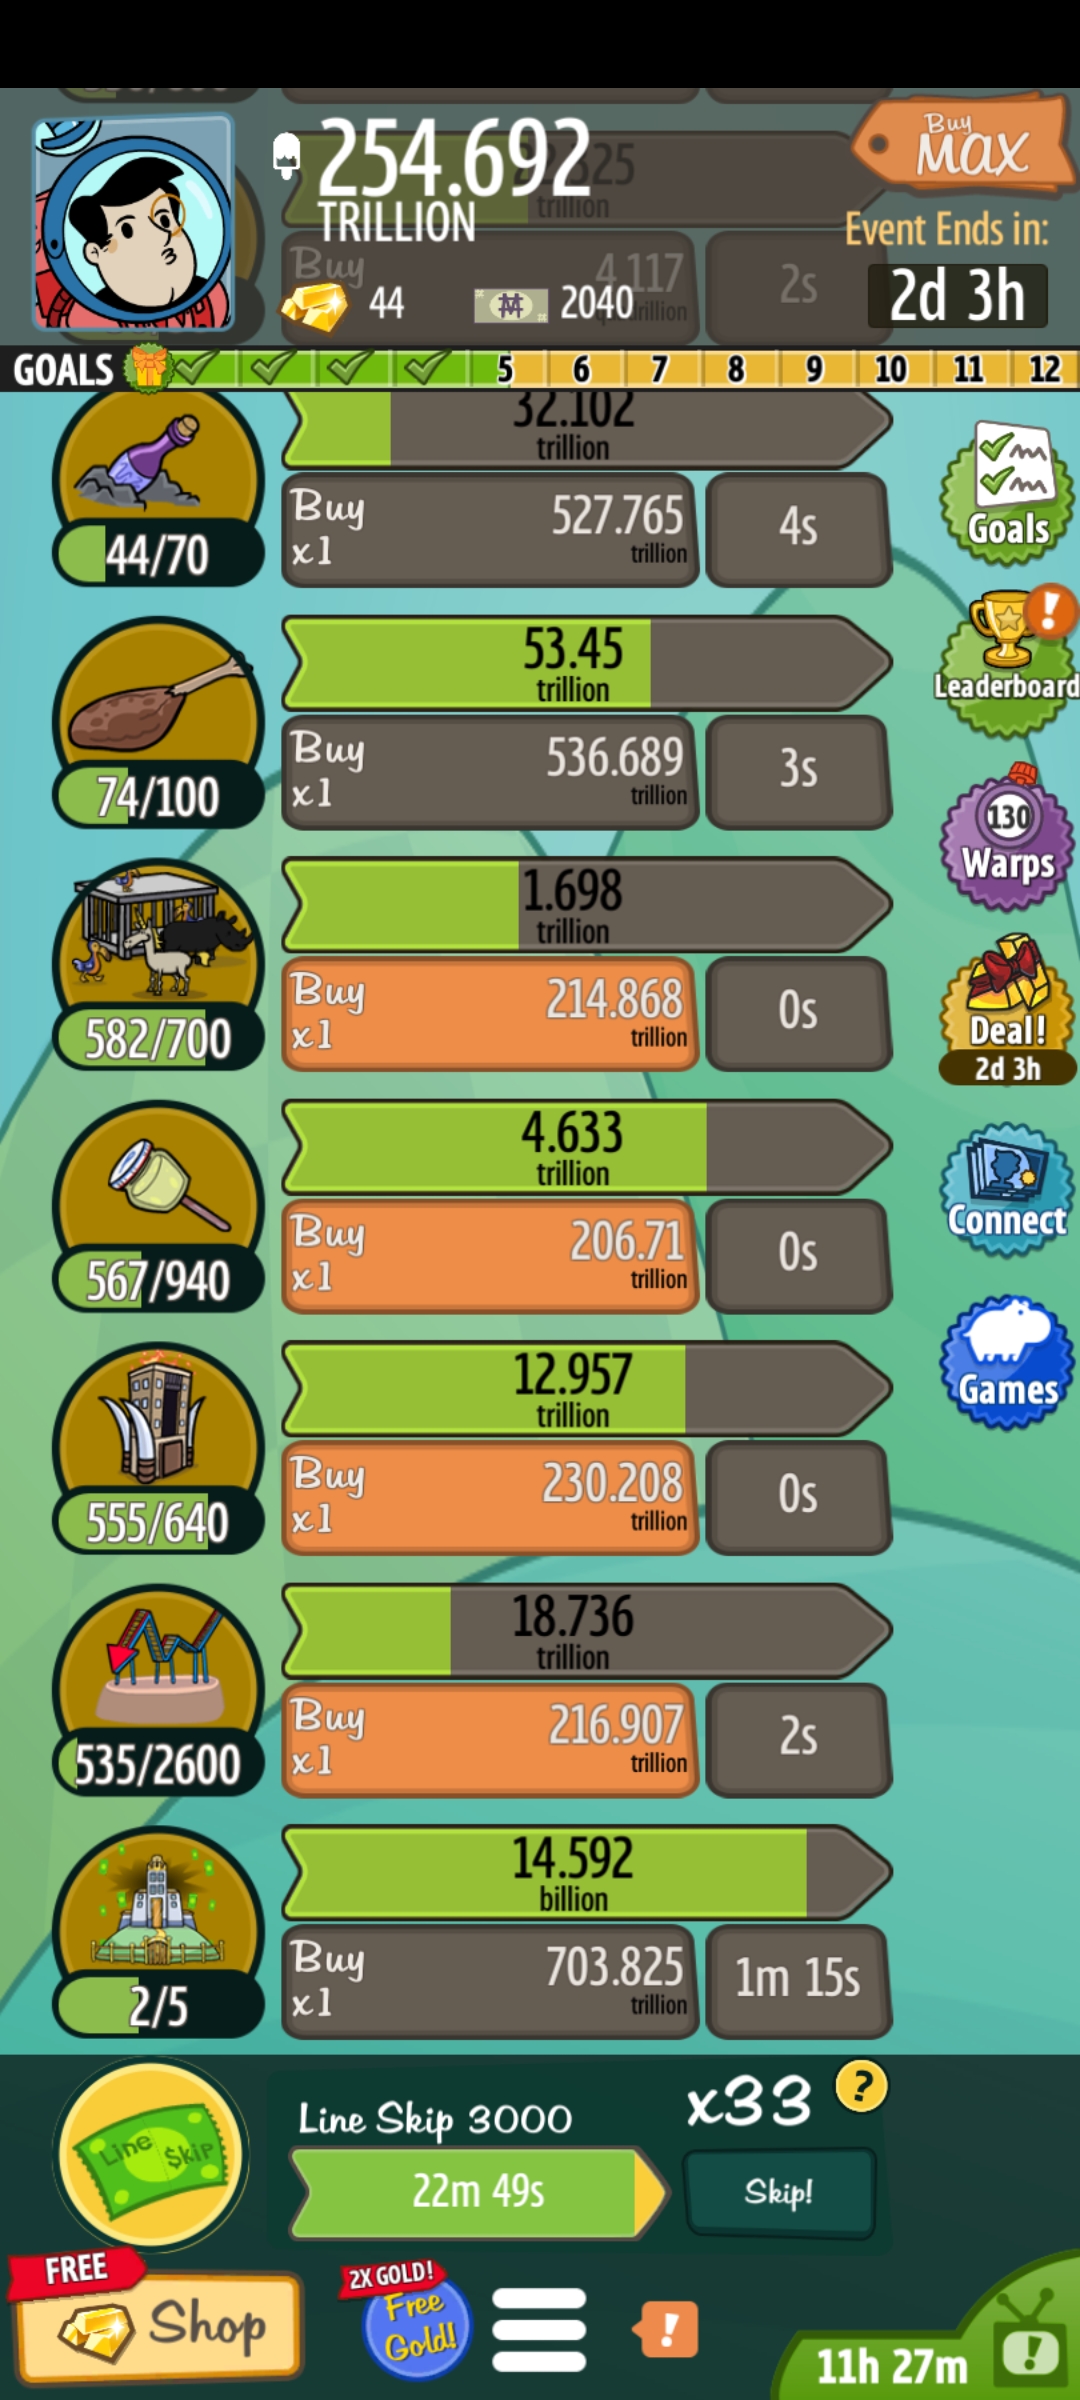 254.692
TRILLION
44
2040
Buy
MAX
Event Ends in:
2d 3h
trillion
Buy
4.117
2s
GOALS
5 6 7 8 9 10 11 12
32.102
trillion
44/70
Buy
x1
527.765
trillion
4s
Goals
53.45
trillion
74/100
Buy
x1
536.689
trillion
3s
!
Leaderboard
1.698
trillion
582/700
Buy
x1
214.868
trillion
0s
130
Warps
4.633
trillion
567/940
Buy
x1
206.71
trillion
0s
Deal!
2d 3h
12.957
trillion
555/640
Buy
x1
230.208
trillion
0s
Connect
Games
18.736
trillion
535/2600
Buy
x1
216.907
trillion
2s
14.592
billion
2/5
Buy
x1
703.825
trillion
1m 15s
Line $kip
Line Skip 3000
22m 49s
x33
?
Skip!
FREE
Shop
2X GOLD!
Free
Gold!
!
11h 27m
!